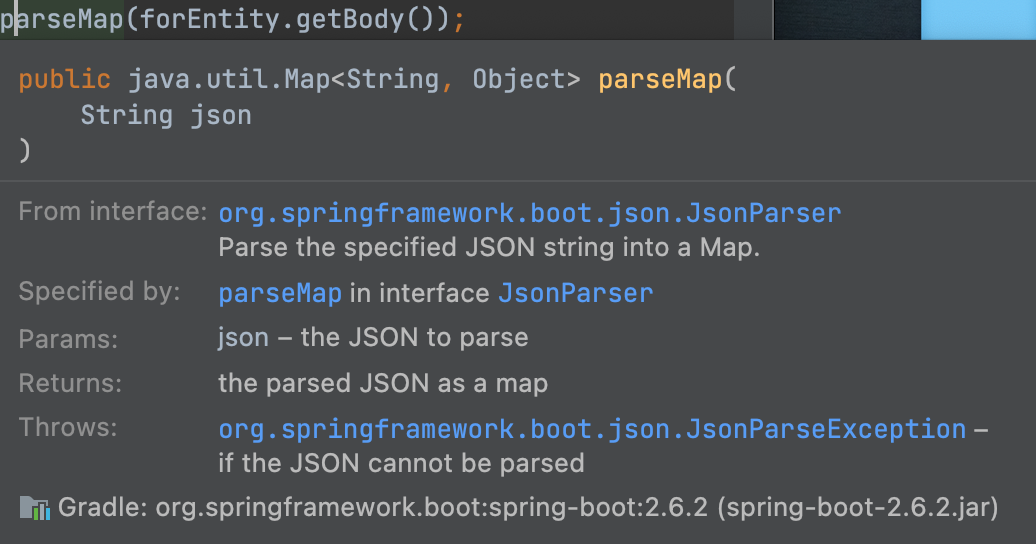 parseMap(forEntity.getBody());
public java.util.Map<String, Object> parseMap(
    String json
)
From interface: org.springframework.boot.json.JsonParser
Parse the specified JSON string into a Map.
Specified by: parseMap in interface JsonParser
Params: json – the JSON to parse
Returns: the parsed JSON as a map
Throws: org.springframework.boot.json.JsonParseException –
if the JSON cannot be parsed
Gradle: org.springframework.boot:spring-boot:2.6.2 (spring-boot-2.6.2.jar)